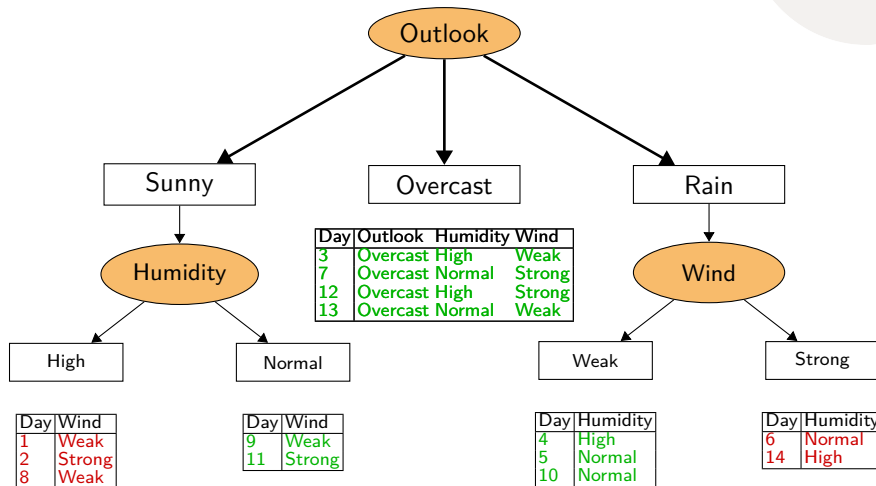 Outlook
Sunny
Overcast
Rain
Day Outlook Humidity Wind
3 Overcast High Weak
7 Overcast Normal Strong
12 Overcast High Strong
13 Overcast Normal Weak
Humidity
Wind
High
Normal
Weak
Strong
Day Wind
1 Weak
2 Strong
8 Weak
Day Wind
9 Weak
11 Strong
Day Humidity
4 High
5 Normal
10 Normal
Day Humidity
6 Normal
14 High